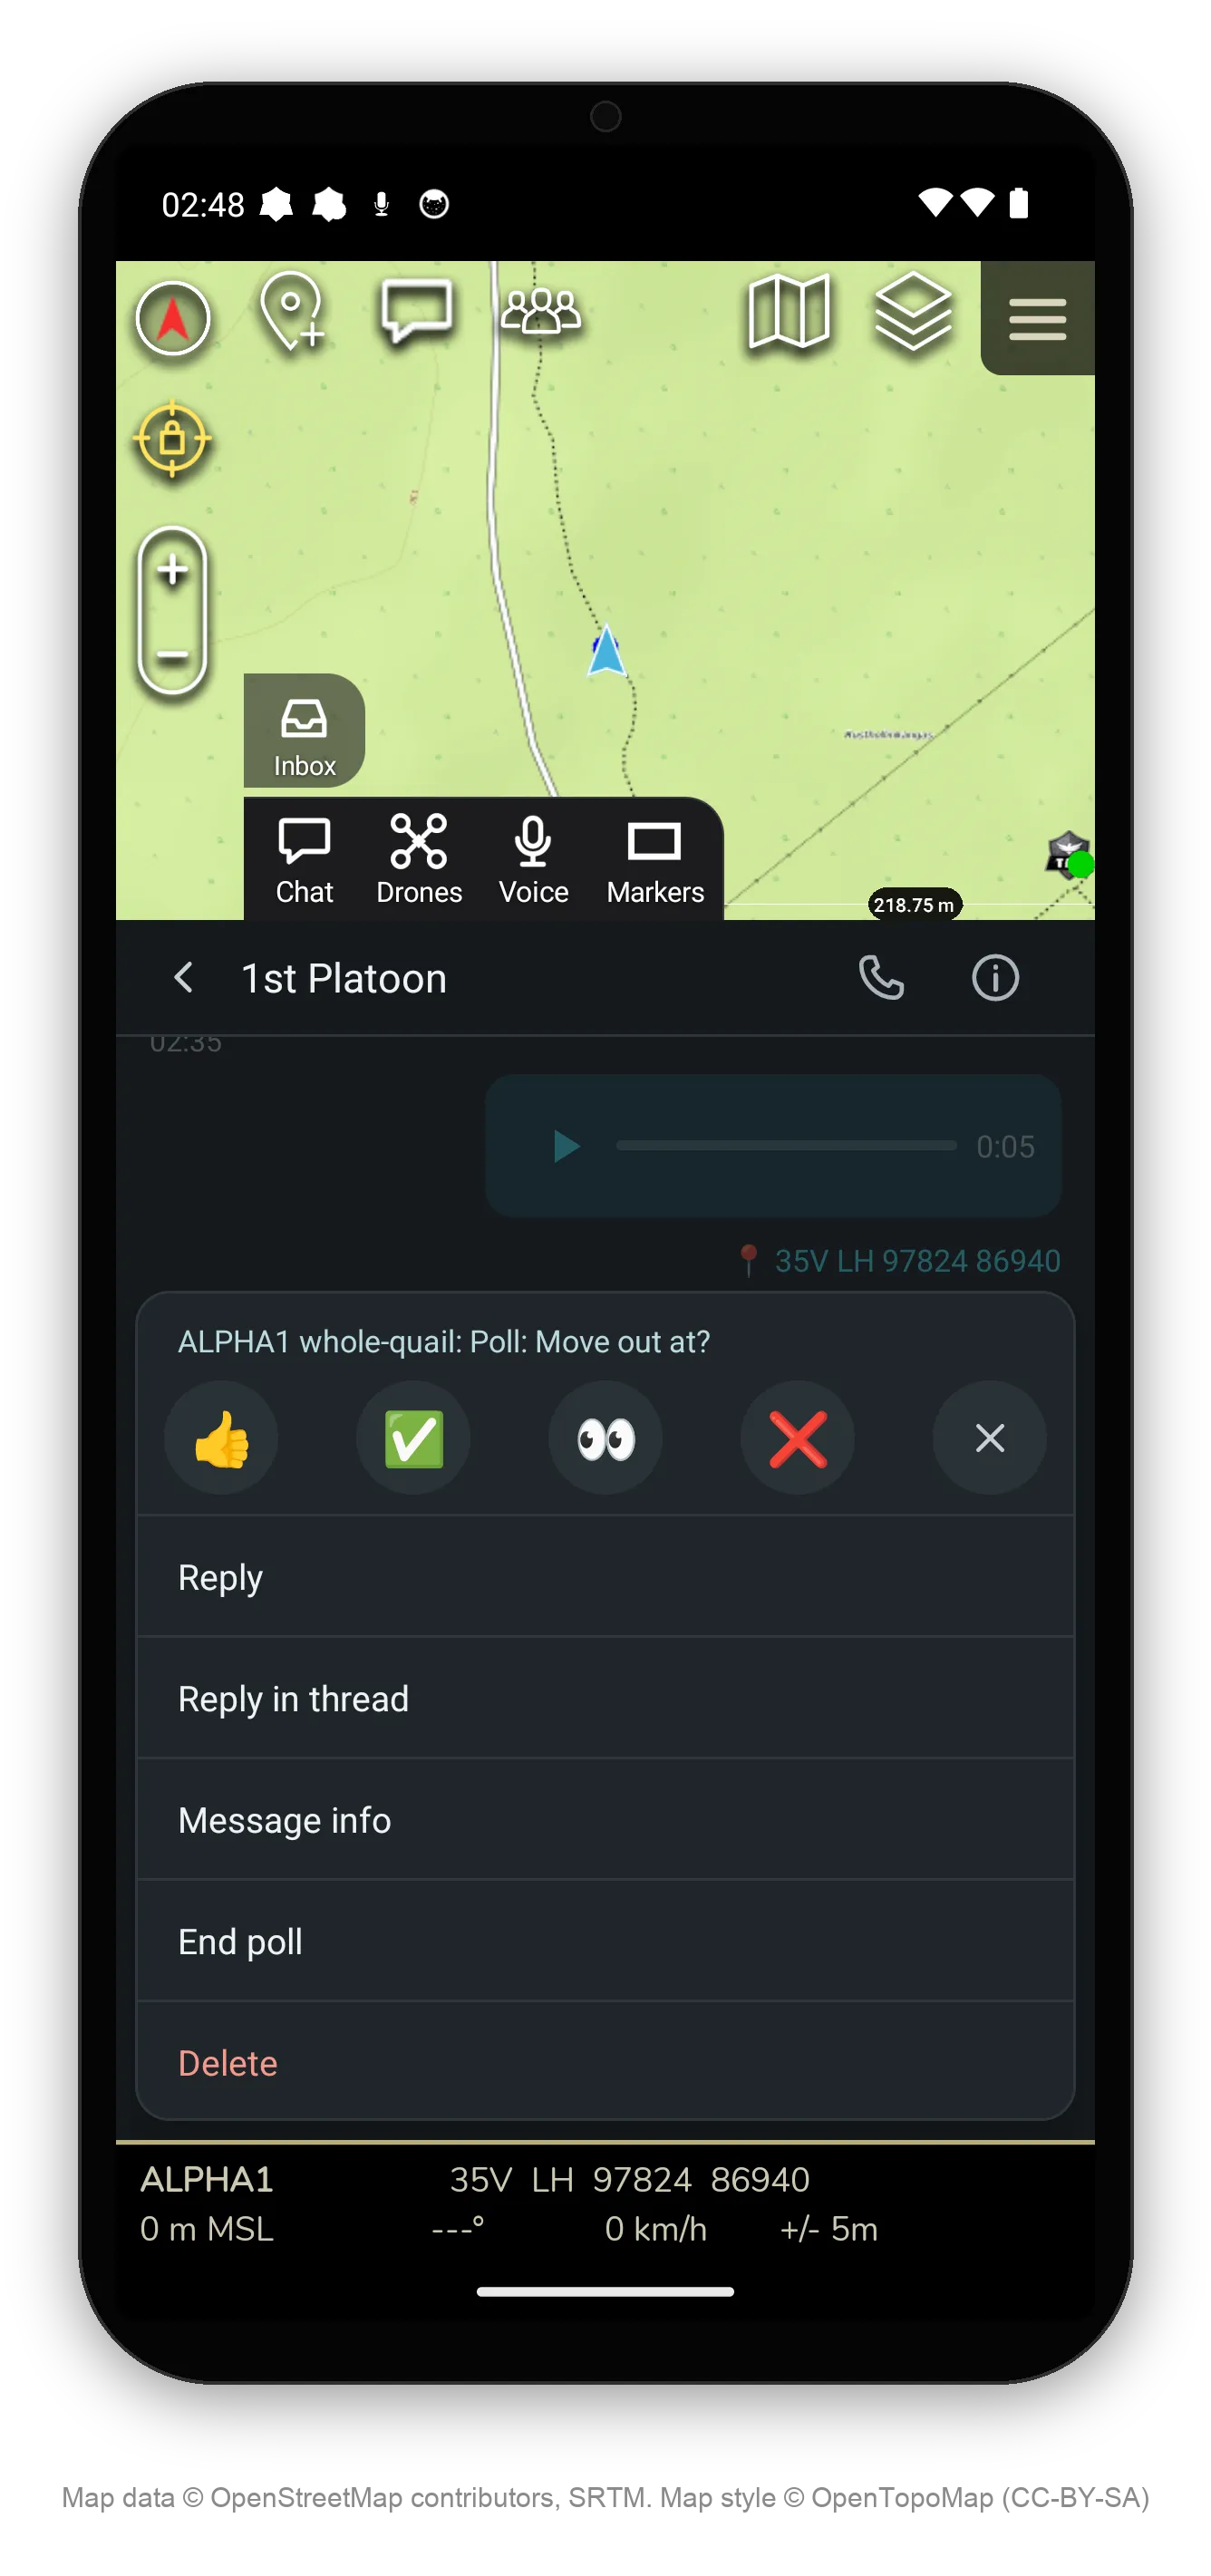 02:48
Inbox
Chat
Drones
Voice
Markers
218.75 m
1st Platoon
02:35
0:05
35V LH 97824 86940
ALPHA1 whole-quail: Poll: Move out at?
Reply
Reply in thread
Message info
End poll
Delete
ALPHA1 35V LH 97824 86940
0 m MSL ---° 0 km/h +/- 5m
Map data © OpenStreetMap contributors, SRTM. Map style © OpenTopoMap (CC-BY-SA)